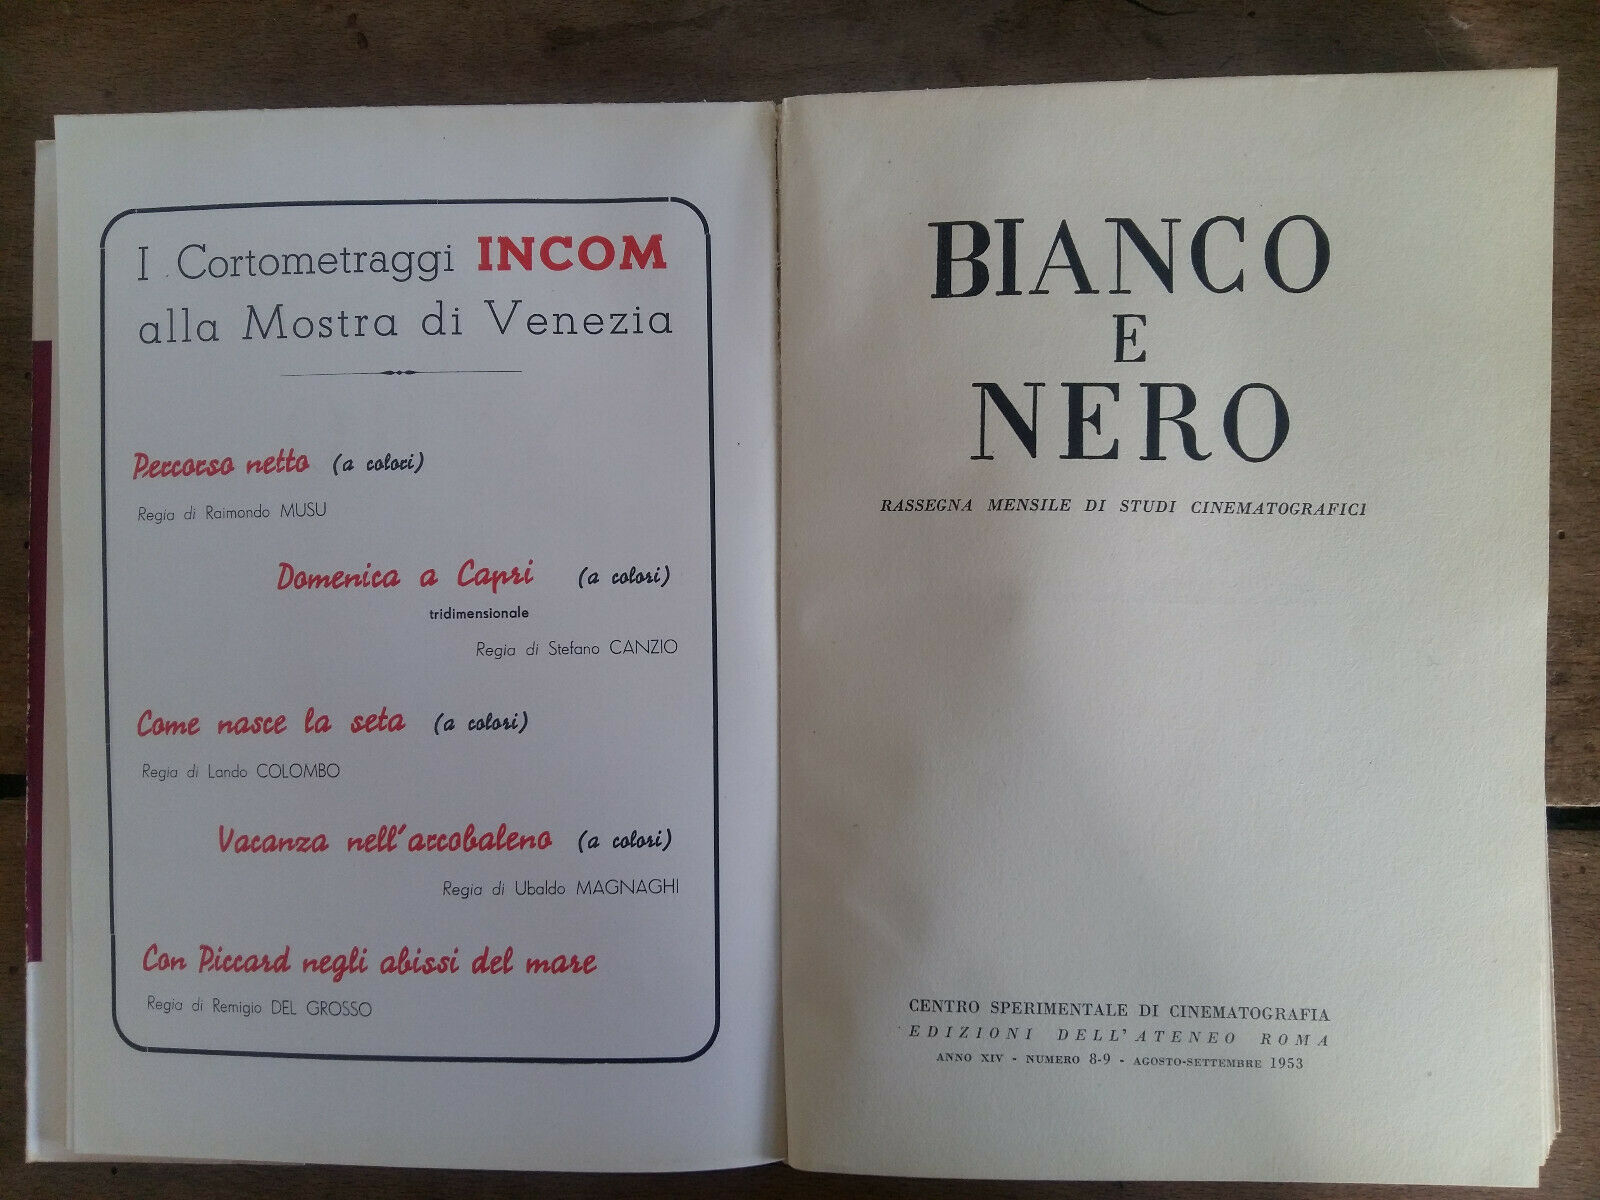 I Cortometraggi INCOM
alla Mostra di Venezia
Percorso netto (a colori)
Regia di Raimondo MUSU
Domenica a Capri (a colori)
tridimensionale
Regia di Stefano CANZIO
Come nasce la seta (a colori)
Regia di Lando COLOMBO
Vacanza nell'arcobaleno (a colori)
Regia di Ubaldo MAGNAGHI
Con Piccard negli abissi del mare
Regia di Remigio DEL GROSSO
BIANCO
E
NERO
RASSEGNA MENSILE DI STUDI CINEMATOGRAFICI
CENTRO SPERIMENTALE DI CINEMATOGRAFIA
EDIZIONI DELL'ATENEO ROMA
ANNO XIV - NUMERO 8-9 - AGOSTO-SETTEMBRE 1953